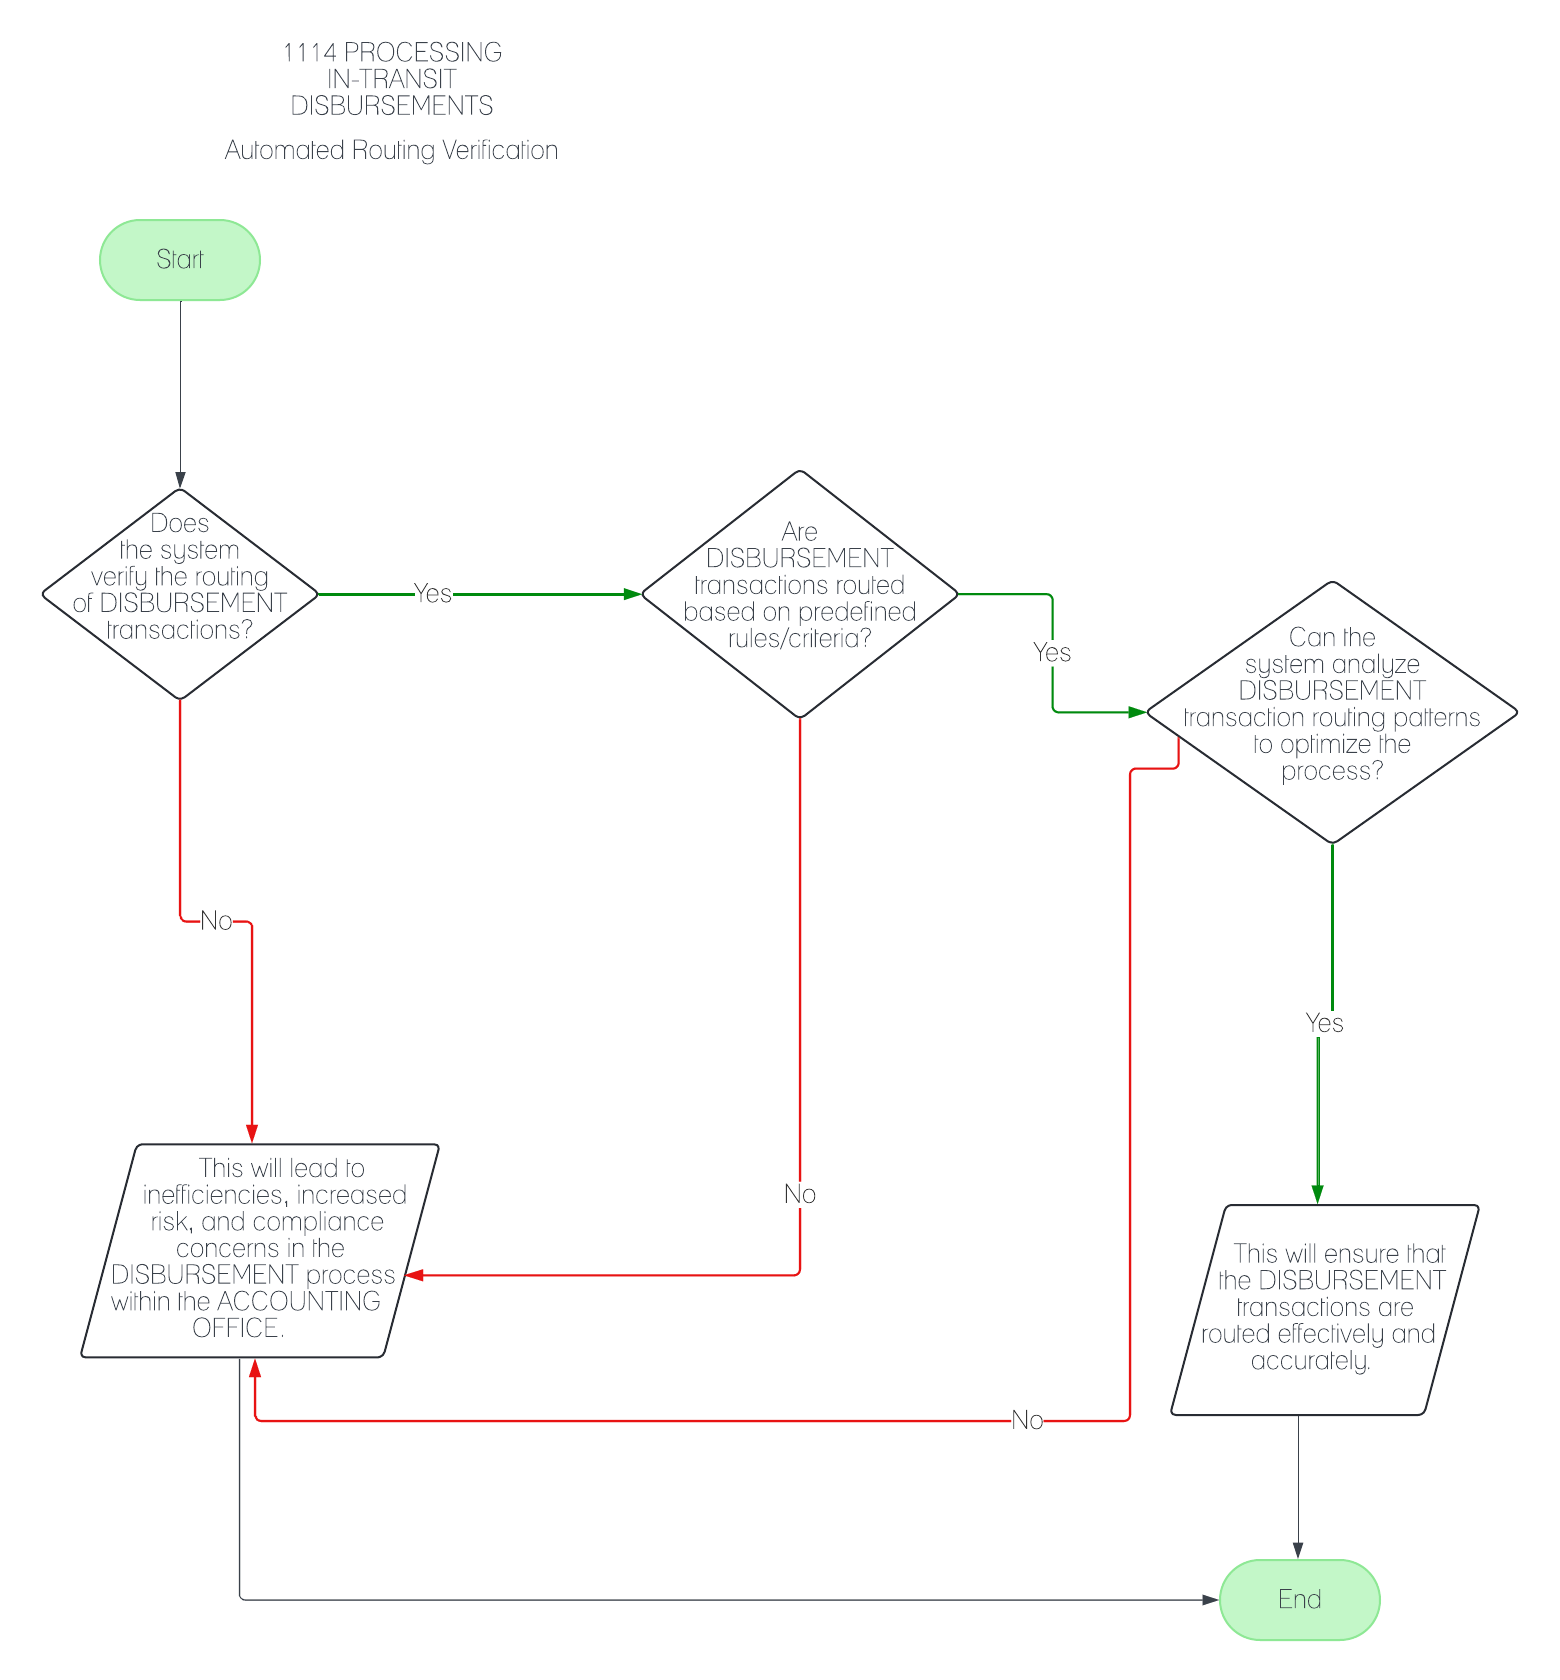 1114 PROCESSING
IN-TRANSIT
DISBURSEMENTS
Automated Routing Verification
Start
Does
the system
verify the routing
of DISBURSEMENT
transactions?
Yes
Are
DISBURSEMENT
transactions routed
based on predefined
rules/criteria?
Yes
Can the
system analyze
DISBURSEMENT
transaction routing patterns
to optimize the
process?
No
Yes
This will lead to
inefficiencies, increased
risk, and compliance
concerns in the
DISBURSEMENT process
within the ACCOUNTING
OFFICE.
No
This will ensure that
the DISBURSEMENT
transactions are
routed effectively and
accurately.
No
End